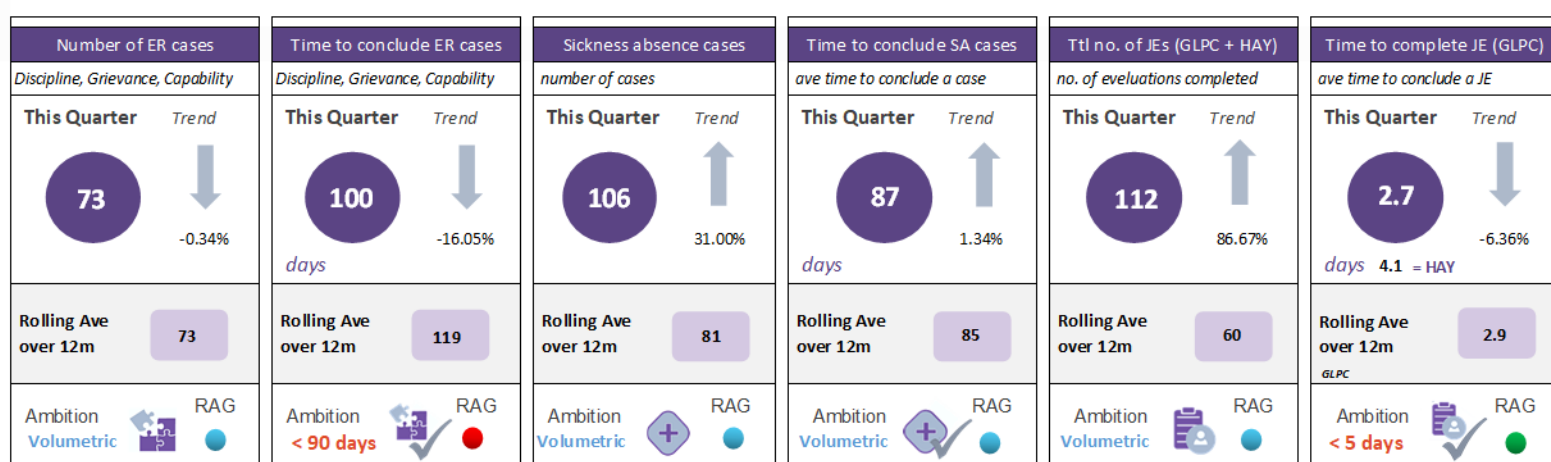 Number of ER cases
Discipline, Grievance, Capability
This Quarter Trend
73
-0.34%
Rolling Ave
over 12m
73
Ambition
Volumetric
RAG
Time to conclude ER cases
Discipline, Grievance, Capability
This Quarter Trend
100
-16.05%
days
Rolling Ave
over 12m
119
Ambition
< 90 days
RAG
Sickness absence cases
number of cases
This Quarter Trend
106
31.00%
Rolling Ave
over 12m
81
Ambition
Volumetric
RAG
Time to conclude SA cases
ave time to conclude a case
This Quarter Trend
87
1.34%
days
Rolling Ave
over 12m
85
Ambition
Volumetric
RAG
Ttl no. of JEs (GLPC + HAY)
no. of eveluations completed
This Quarter Trend
112
86.67%
Rolling Ave
over 12m
60
Ambition
Volumetric
RAG
Time to complete JE (GLPC)
ave time to conclude a JE
This Quarter Trend
2.7
-6.36%
days 4.1 = HAY
Rolling Ave
over 12m
GLPC
2.9
Ambition
< 5 days
RAG